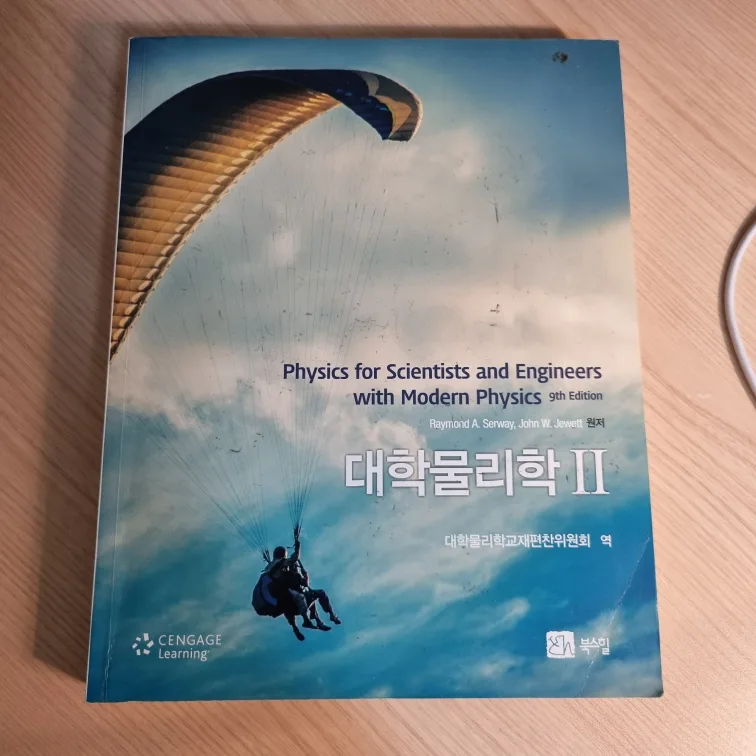 Physics for Scientists and Engineers
with Modern Physics 9th Edition
Raymond A. Serway, John W. Jewett 원저
대학물리학 II
대학물리학교재편찬위원회 역
CENGAGE
Learning
북스힐